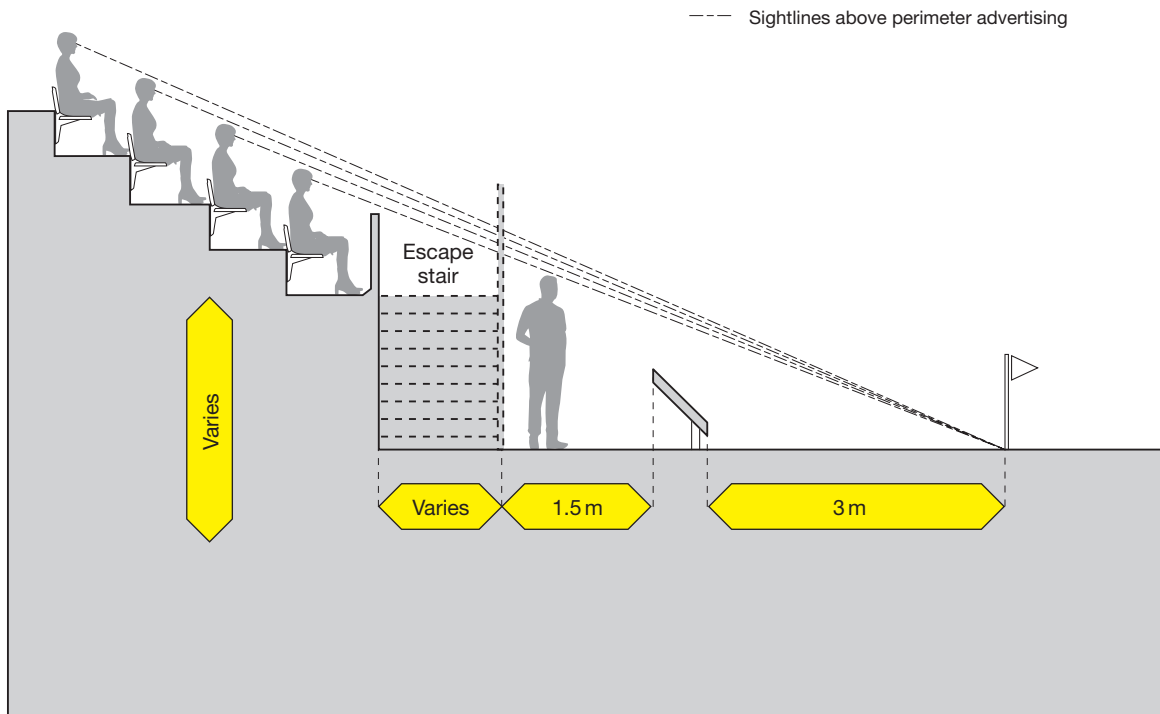 Sightlines above perimeter advertising
Escape
stair
Varies
Varies
1.5 m
3 m